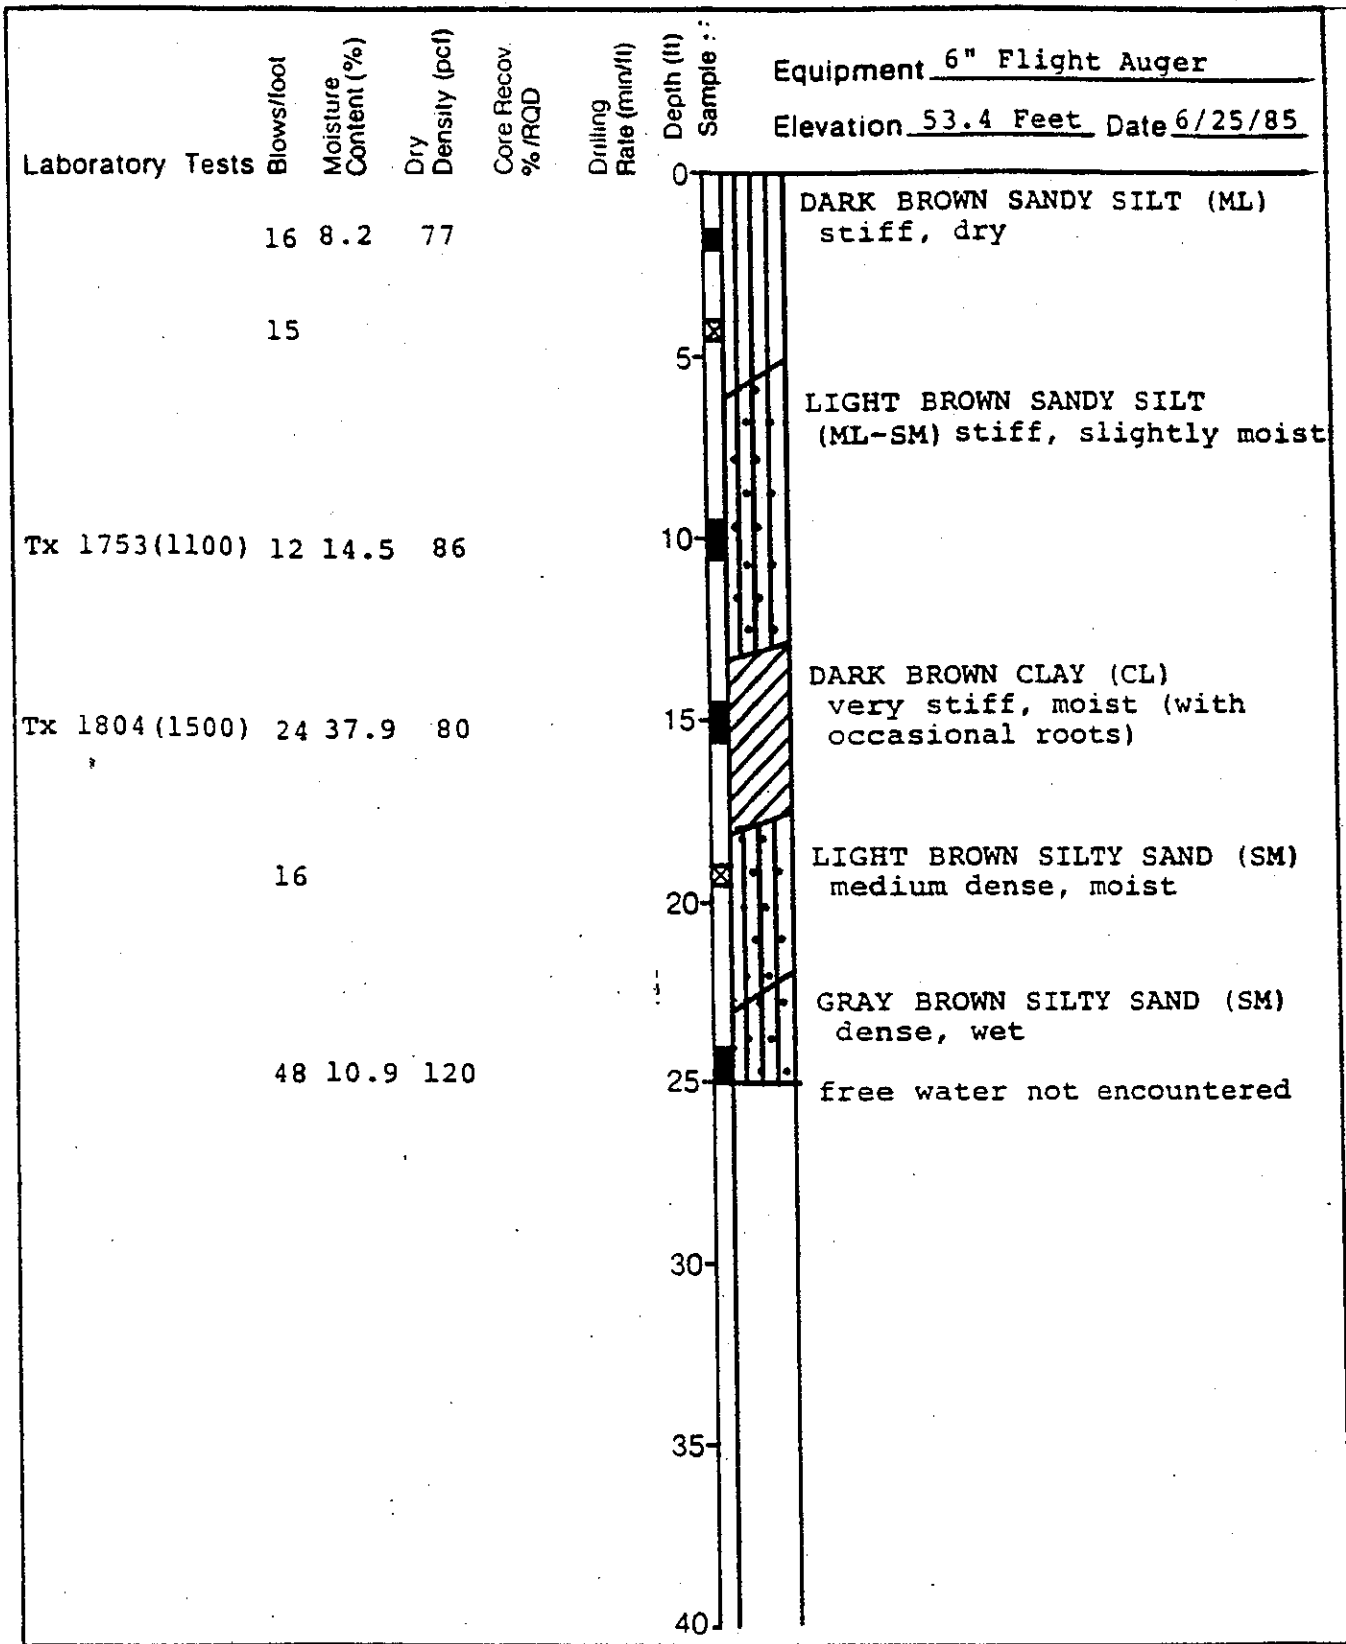 Equipment 6" Flight Auger
Elevation 53.4 Feet Date 6/25/85
Laboratory Tests
Blows/foot
Moisture
Content (%)
Dry
Density (pcf)
Core Recov.
%/RQD
Drilling
Rate (min/ft)
Depth (ft)
Sample
0
DARK BROWN SANDY SILT (ML)
stiff, dry
16 8.2 77
15
5
LIGHT BROWN SANDY SILT
(ML-SM) stiff, slightly moist
Tx 1753(1100) 12 14.5 86
10
DARK BROWN CLAY (CL)
very stiff, moist (with
occasional roots)
Tx 1804(1500) 24 37.9 80
15
LIGHT BROWN SILTY SAND (SM)
medium dense, moist
16
20
GRAY BROWN SILTY SAND (SM)
dense, wet
48 10.9 120
25
free water not encountered
30
35
40